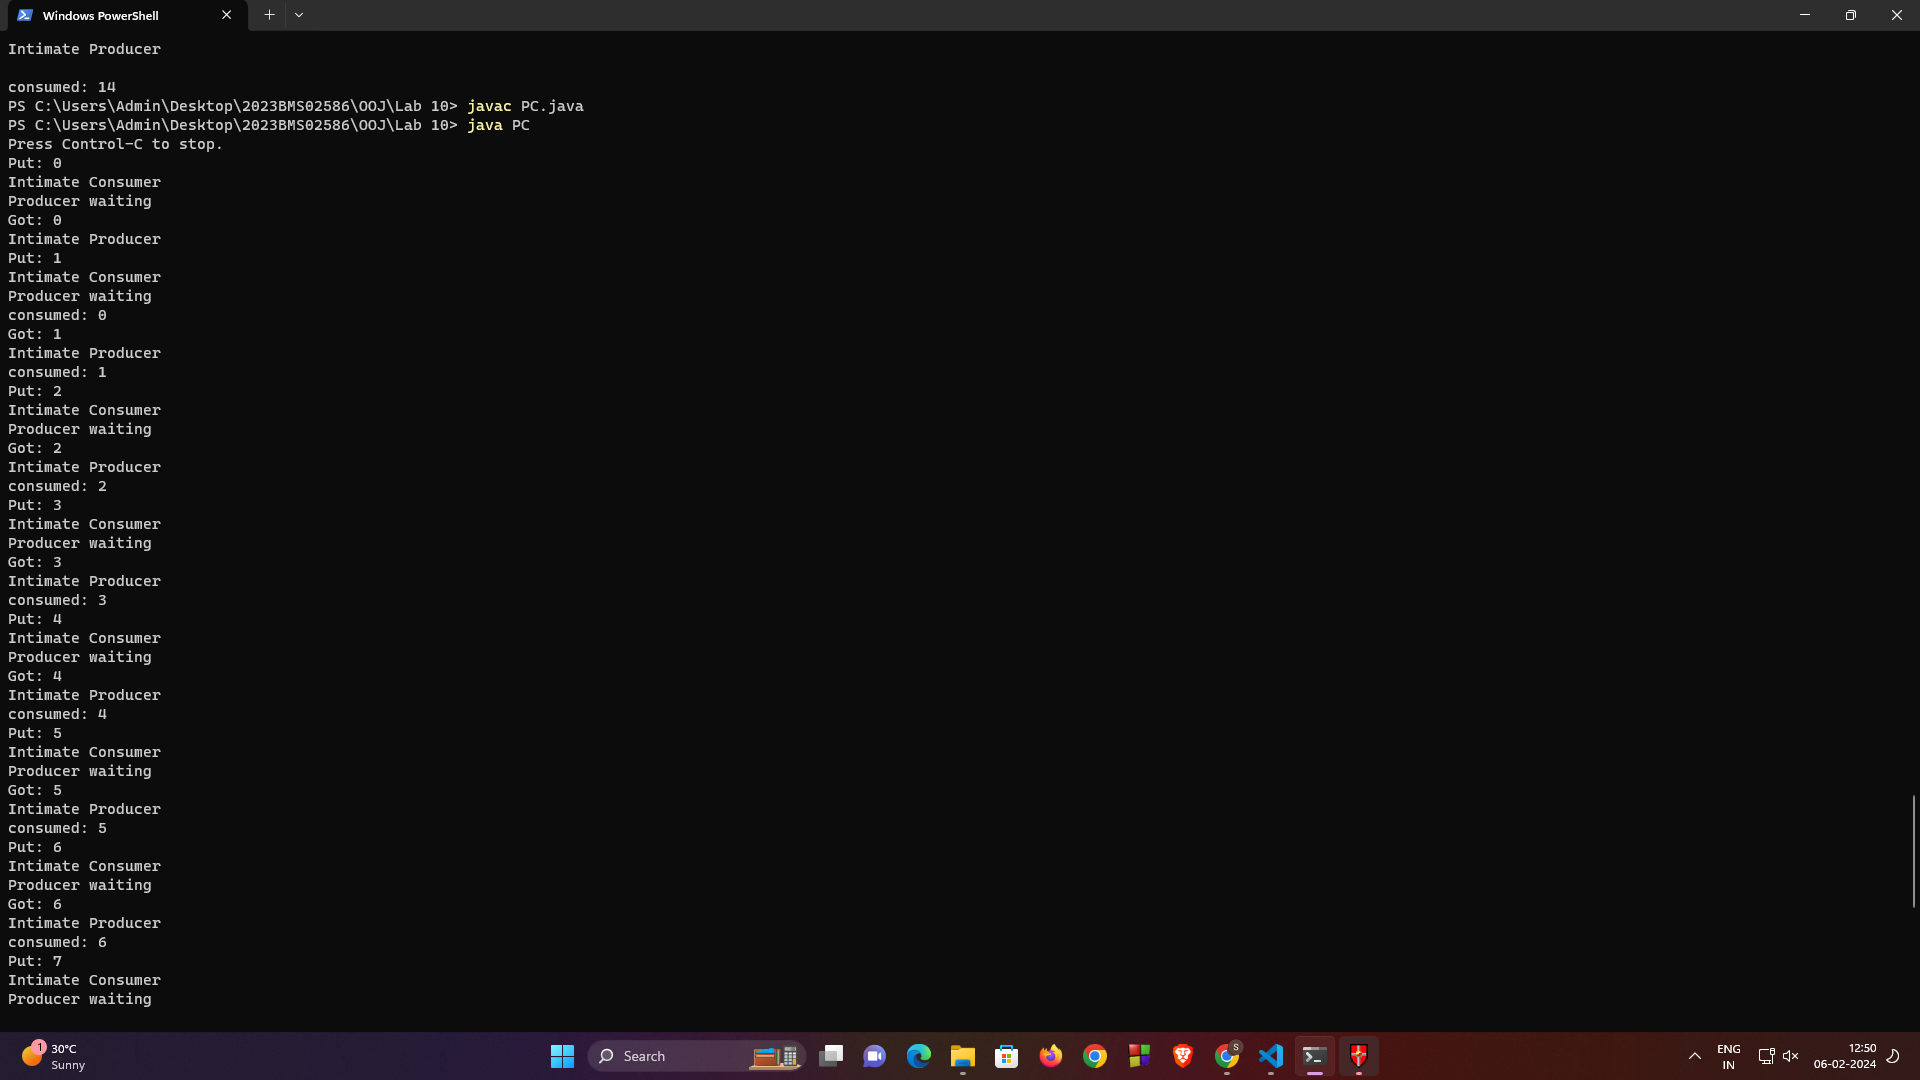 Windows PowerShell
Intimate Producer
consumed: 14
PS C:\Users\Admin\Desktop\2023BMS02586\OOJ\Lab 10> javac PC.java
PS C:\Users\Admin\Desktop\2023BMS02586\OOJ\Lab 10> java PC
Press Control-C to stop.
Put: 0
Intimate Consumer
Producer waiting
Got: 0
Intimate Producer
Put: 1
Intimate Consumer
Producer waiting
consumed: 0
Got: 1
Intimate Producer
consumed: 1
Put: 2
Intimate Consumer
Producer waiting
Got: 2
Intimate Producer
consumed: 2
Put: 3
Intimate Consumer
Producer waiting
Got: 3
Intimate Producer
consumed: 3
Put: 4
Intimate Consumer
Producer waiting
Got: 4
Intimate Producer
consumed: 4
Put: 5
Intimate Consumer
Producer waiting
Got: 5
Intimate Producer
consumed: 5
Put: 6
Intimate Consumer
Producer waiting
Got: 6
Intimate Producer
consumed: 6
Put: 7
Intimate Consumer
Producer waiting
1
30°C
Sunny
Search
S
ENG
IN
12:50
06-02-2024